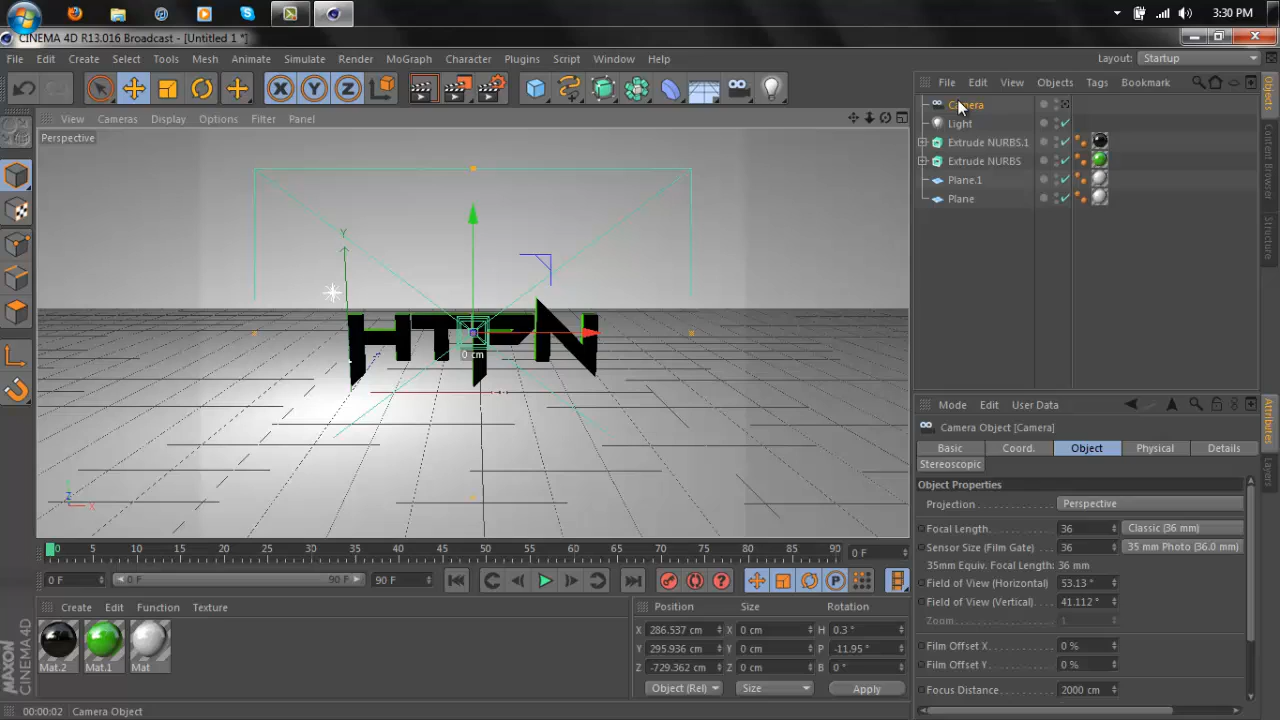 3:30 PM
CINEMA 4D R13.016 Broadcast - [Untitled 1 *]
File Edit Create Select Tools Mesh Animate Simulate Render MoGraph Character Plugins Script Window Help
Layout: Startup
View Cameras Display Options Filter Panel
File Edit View Objects Tags Bookmark
Perspective
Camera
Light
Extrude NURBS.1
Extrude NURBS
Plane.1
Plane
Objects
Content Browser
Structure
Y
HTFN
0 cm
Z X
Mode Edit User Data
Camera Object [Camera]
Basic Coord. Object Physical Details
Stereoscopic
Object Properties
Projection Perspective
Focal Length 36 Classic (36 mm)
Sensor Size (Film Gate) 36 35 mm Photo (36.0 mm)
35mm Equiv. Focal Length: 36 mm
Field of View (Horizontal) 53.13 °
Field of View (Vertical) 41.112 °
Zoom 1
Film Offset X 0 %
Film Offset Y 0 %
Focus Distance 2000 cm
Attributes
Layers
0 5 10 15 20 25 30 35 40 45 50 55 60 65 70 75 80 85 90 0 F
0 F 0 F 90 F 90 F
Create Edit Function Texture
Mat.2 Mat.1 Mat
Position Size Rotation
X 286.537 cm X 0 cm H 0.3 °
Y 295.936 cm Y 0 cm P -11.95 °
Z -729.362 cm Z 0 cm B 0 °
Object (Rel) Size Apply
MAXON CINEMA 4D
00:00:02 Camera Object